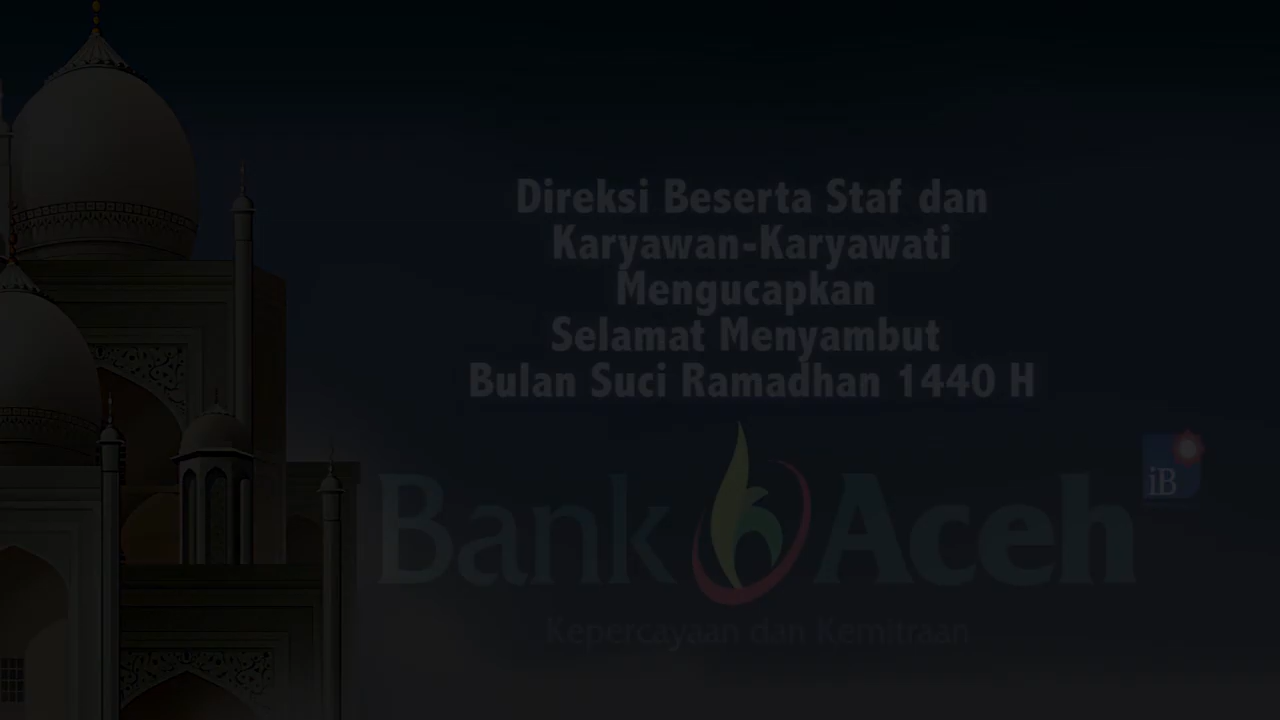 Direksi Beserta Staf dan
Karyawan-Karyawati
Mengucapkan
Selamat Menyambut
Bulan Suci Ramadhan 1440 H
iB
Bank Aceh
Kepercayaan dan Kemitraan